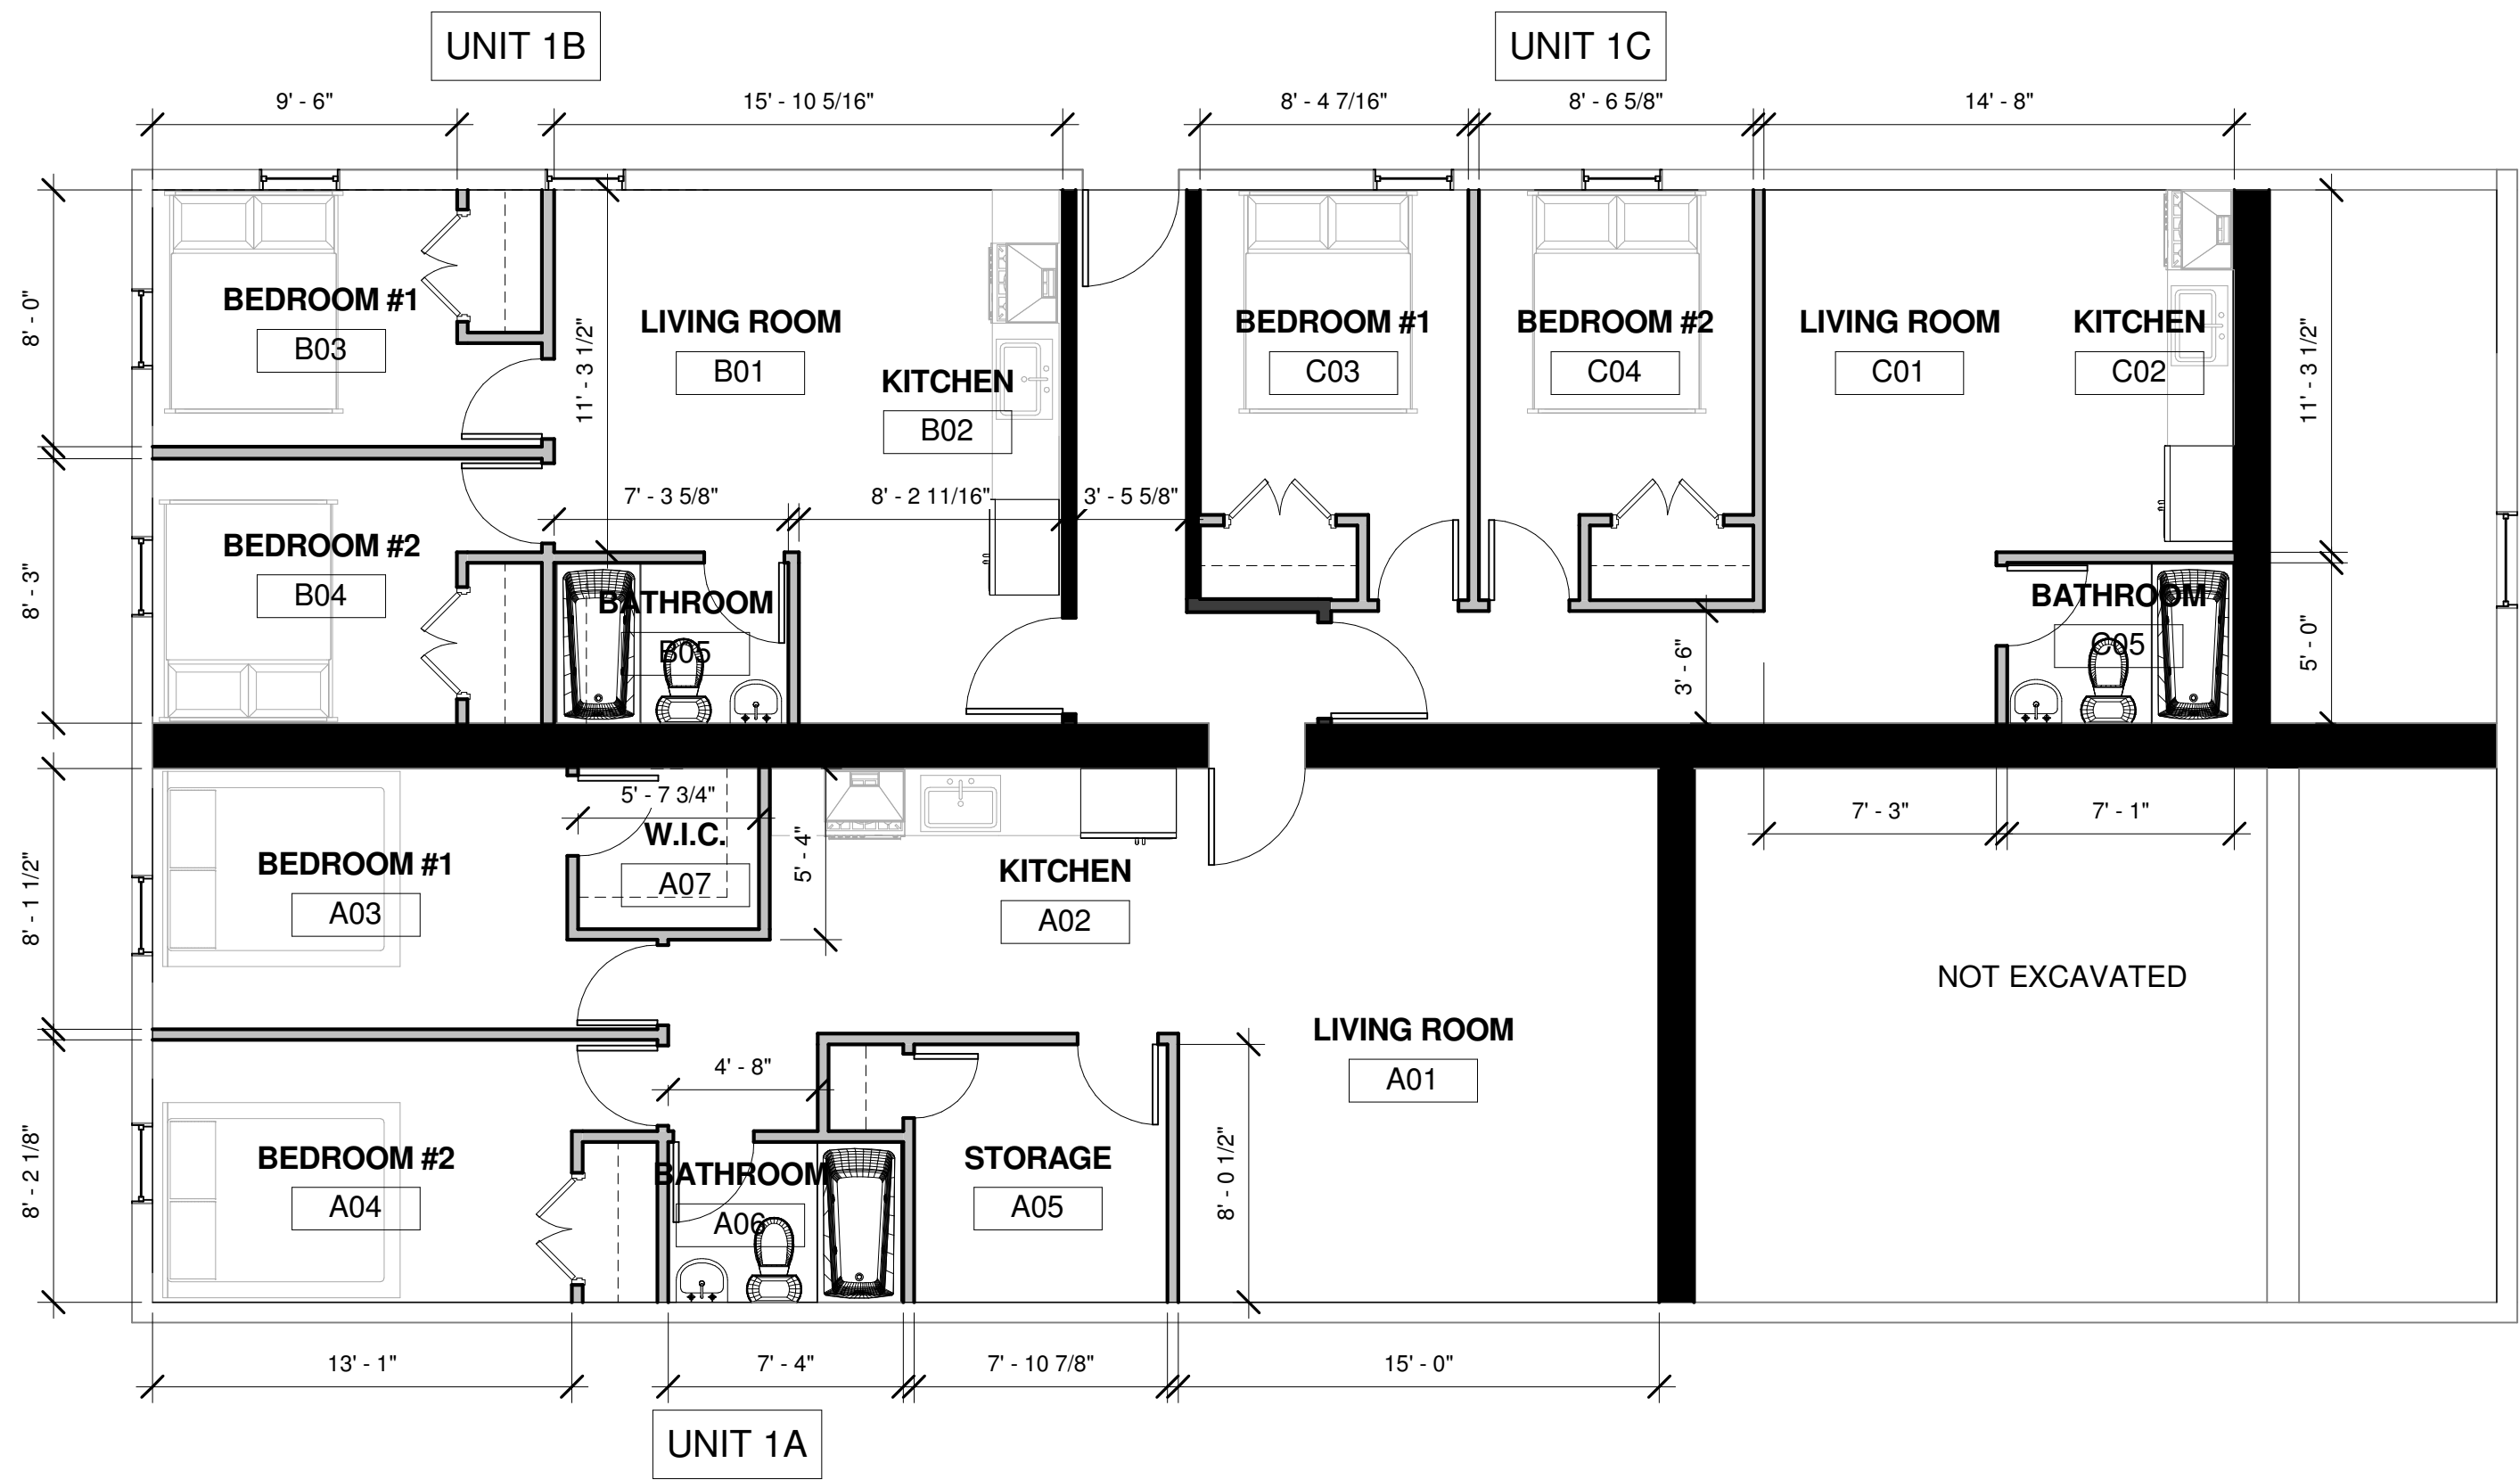 UNIT 1B
UNIT 1C
9' - 6"
15' - 10 5/16"
8' - 4 7/16"
8' - 6 5/8"
14' - 8"
8' - 0"
BEDROOM #1
B03
11' - 3 1/2"
LIVING ROOM
B01
KITCHEN
B02
BEDROOM #1
C03
BEDROOM #2
C04
LIVING ROOM
C01
KITCHEN
C02
11' - 3 1/2"
7' - 3 5/8"
8' - 2 11/16"
3' - 5 5/8"
8' - 3"
BEDROOM #2
B04
BATHROOM
B05
3' - 6"
BATHROOM
C05
5' - 0"
5' - 7 3/4"
W.I.C.
A07
5' - 4"
7' - 3"
7' - 1"
8' - 1 1/2"
BEDROOM #1
A03
KITCHEN
A02
NOT EXCAVATED
LIVING ROOM
A01
4' - 8"
8' - 2 1/8"
BEDROOM #2
A04
BATHROOM
A06
STORAGE
A05
8' - 0 1/2"
13' - 1"
7' - 4"
7' - 10 7/8"
15' - 0"
UNIT 1A